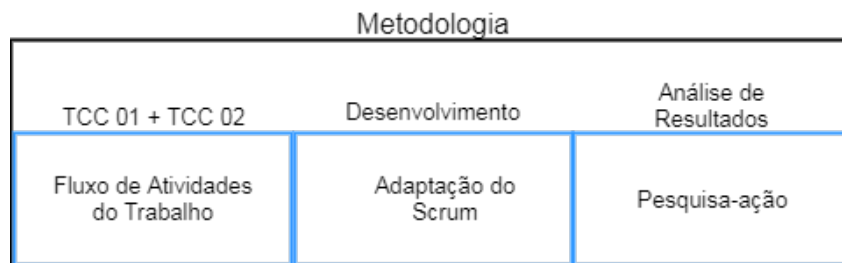 Metodologia
TCC 01 + TCC 02
Desenvolvimento
Análise de
Resultados
Fluxo de Atividades
do Trabalho
Adaptação do
Scrum
Pesquisa-ação